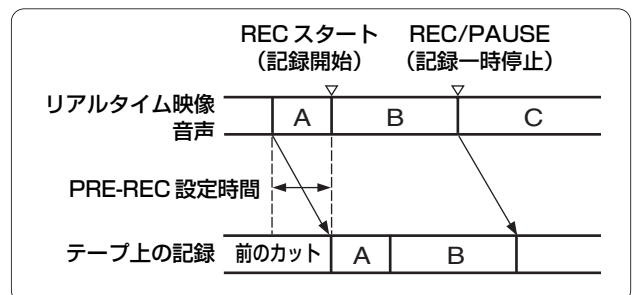 REC スタート REC/PAUSE
（記録開始） （記録一時停止）
リアルタイム映像
音声
A B C
PRE-REC 設定時間
テープ上の記録 前のカット A B